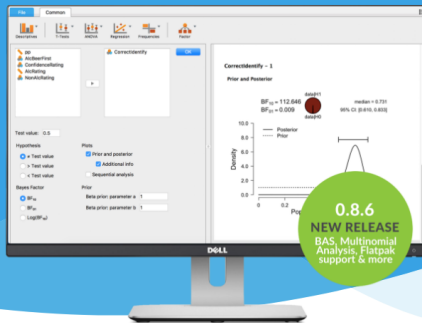 File
Common
Descriptives
T-Tests
ANOVA
Regression
Frequencies
Factor
pp
AlcBeerFirst
ConfidenceRating
AlcRating
NonAlcRating
CorrectIdentify
OK
Test value: 0.5
Hypothesis
≠ Test value
> Test value
< Test value
Bayes Factor
BF₁₀
BF₀₁
Log(BF₁₀)
Plots
Prior and posterior
Additional info
Sequential analysis
Prior
Beta prior: parameter a 1
Beta prior: parameter b 1
CorrectIdentify – 1
Prior and Posterior
data|H1
BF₁₀ = 112.646
BF₀₁ = 0.009
data|H0
median = 0.731
95% CI: [0.610, 0.833]
Posterior
Prior
Density
10.0
8.0
6.0
4.0
2.0
0.0
0
0.2
Pop
0.8.6
NEW RELEASE
BAS, Multinomial
Analysis, Flatpak
support & more
DELL